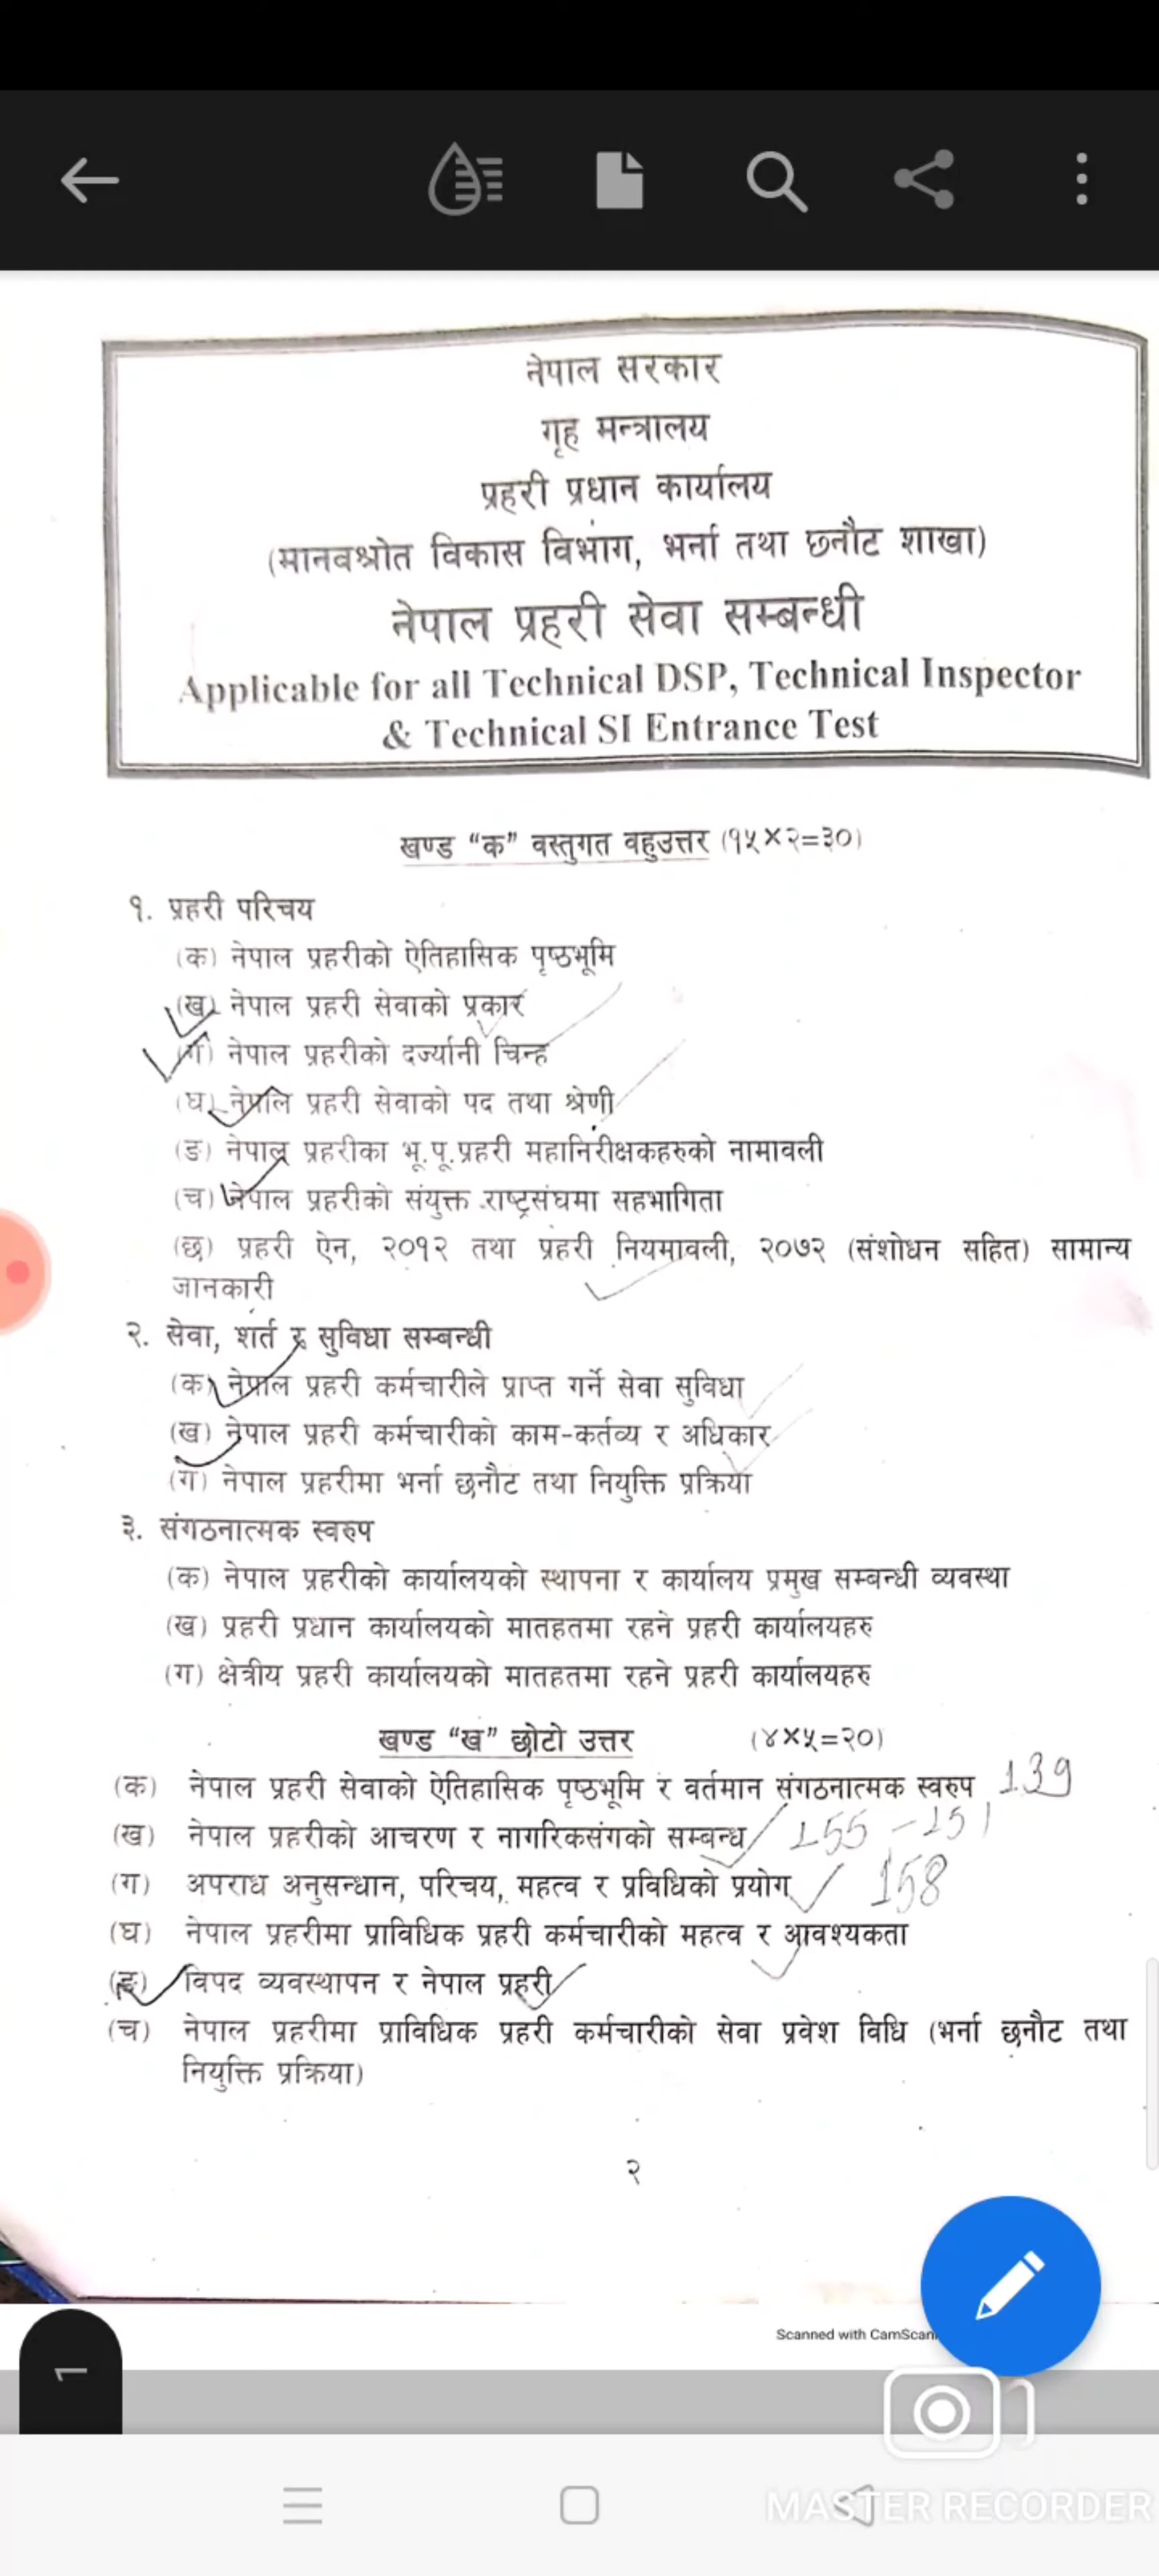 नेपाल सरकार
गृह मन्त्रालय
प्रहरी प्रधान कार्यालय
(मानवश्रोत विकास विभाग, भर्ना तथा छनौट शाखा)
नेपाल प्रहरी सेवा सम्बन्धी
Applicable for all Technical DSP, Technical Inspector
& Technical SI Entrance Test
खण्ड "क" वस्तुगत वहुउत्तर (१५×२=३०)
१. प्रहरी परिचय
(क) नेपाल प्रहरीको ऐतिहासिक पृष्ठभूमि
(ख) नेपाल प्रहरी सेवाको प्रकार
(ग) नेपाल प्रहरीको दर्ज्यानी चिन्ह
(घ) नेपाल प्रहरी सेवाको पद तथा श्रेणी
(ङ) नेपाल प्रहरीका भू.पू.प्रहरी महानिरीक्षकहरुको नामावली
(च) नेपाल प्रहरीको संयुक्त राष्ट्रसंघमा सहभागिता
(छ) प्रहरी ऐन, २०१२ तथा प्रहरी नियमावली, २०७२ (संशोधन सहित) सामान्य
जानकारी
२. सेवा, शर्त र सुविधा सम्बन्धी
(क) नेपाल प्रहरी कर्मचारीले प्राप्त गर्ने सेवा सुविधा
(ख) नेपाल प्रहरी कर्मचारीको काम-कर्तव्य र अधिकार
(ग) नेपाल प्रहरीमा भर्ना छनौट तथा नियुक्ति प्रक्रिया
३. संगठनात्मक स्वरुप
(क) नेपाल प्रहरीको कार्यालयको स्थापना र कार्यालय प्रमुख सम्बन्धी व्यवस्था
(ख) प्रहरी प्रधान कार्यालयको मातहतमा रहने प्रहरी कार्यालयहरु
(ग) क्षेत्रीय प्रहरी कार्यालयको मातहतमा रहने प्रहरी कार्यालयहरु
खण्ड "ख" छोटो उत्तर (४×५=२०)
(क) नेपाल प्रहरी सेवाको ऐतिहासिक पृष्ठभूमि र वर्तमान संगठनात्मक स्वरुप 139
(ख) नेपाल प्रहरीको आचरण र नागरिकसंगको सम्बन्ध 155 - 151
(ग) अपराध अनुसन्धान, परिचय, महत्व र प्रविधिको प्रयोग 158
(घ) नेपाल प्रहरीमा प्राविधिक प्रहरी कर्मचारीको महत्व र आवश्यकता
(ङ) विपद व्यवस्थापन र नेपाल प्रहरी
(च) नेपाल प्रहरीमा प्राविधिक प्रहरी कर्मचारीको सेवा प्रवेश विधि (भर्ना छनौट तथा
नियुक्ति प्रक्रिया)
२
Scanned with CamScan
1
MASTER RECORDER